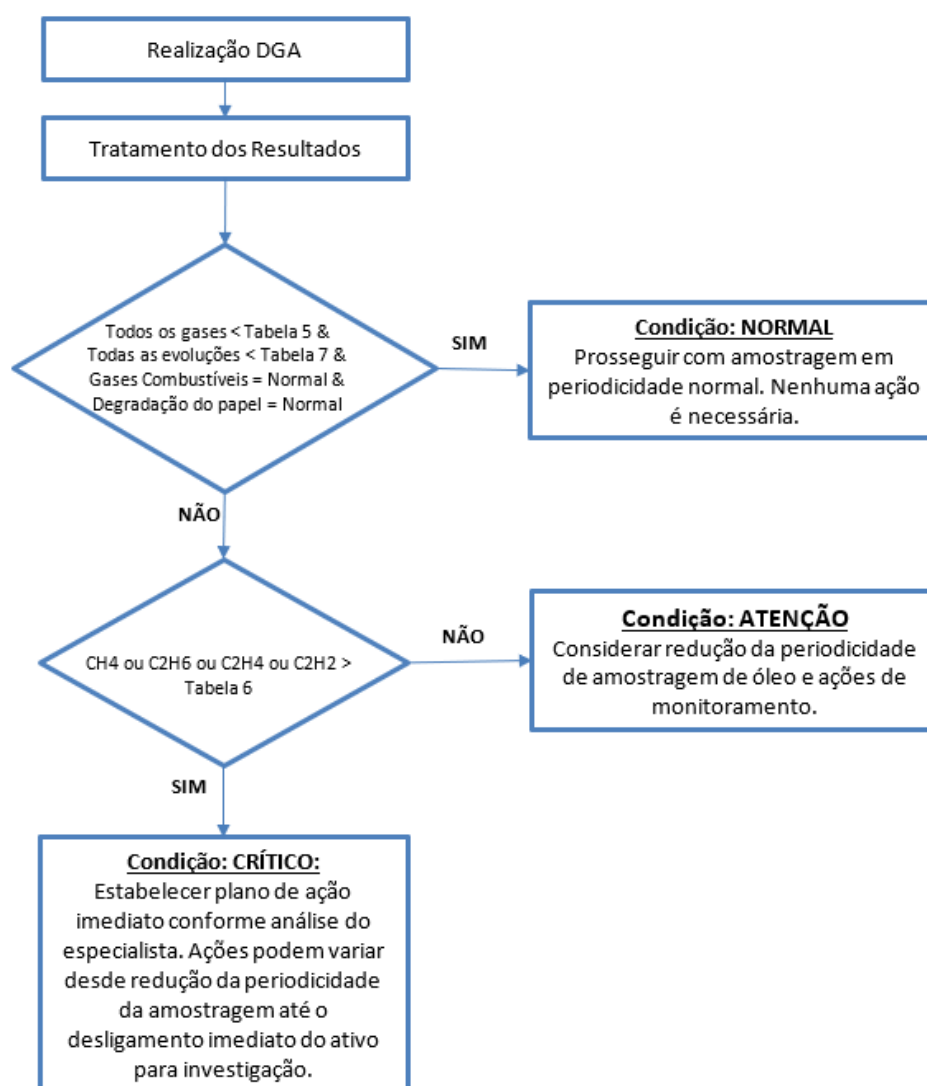 Realização DGA
Tratamento dos Resultados
Todos os gases < Tabela 5 &
Todas as evoluções < Tabela 7 &
Gases Combustíveis = Normal &
Degradação do papel = Normal
SIM
Condição: NORMAL
Prosseguir com amostragem em
periodicidade normal. Nenhuma ação
é necessária.
NÃO
CH4 ou C2H6 ou C2H4 ou C2H2 >
Tabela 6
NÃO
Condição: ATENÇÃO
Considerar redução da periodicidade
de amostragem de óleo e ações de
monitoramento.
SIM
Condição: CRÍTICO:
Estabelecer plano de ação
imediato conforme análise do
especialista. Ações podem variar
desde redução da periodicidade
da amostragem até o
desligamento imediato do ativo
para investigação.